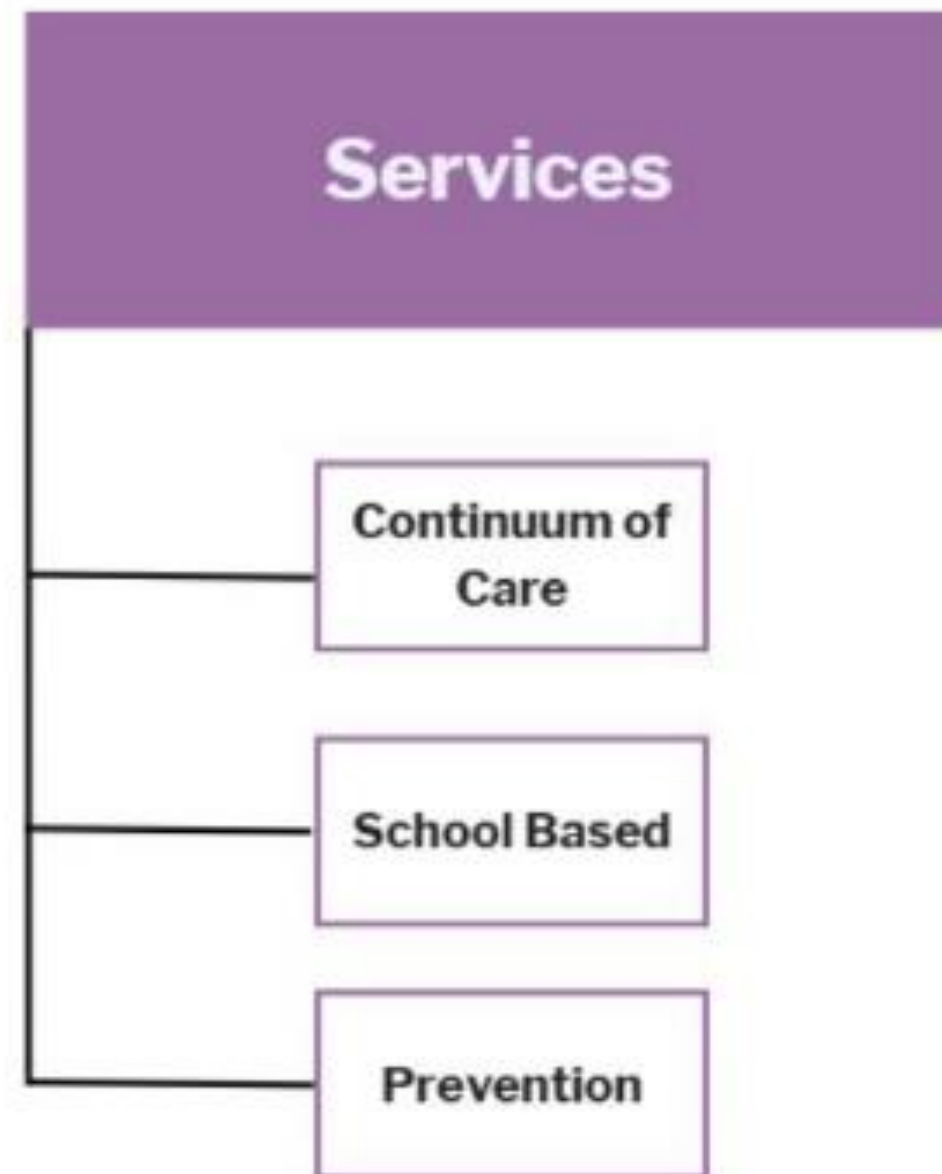 Services
Continuum of
Care
School Based
Prevention